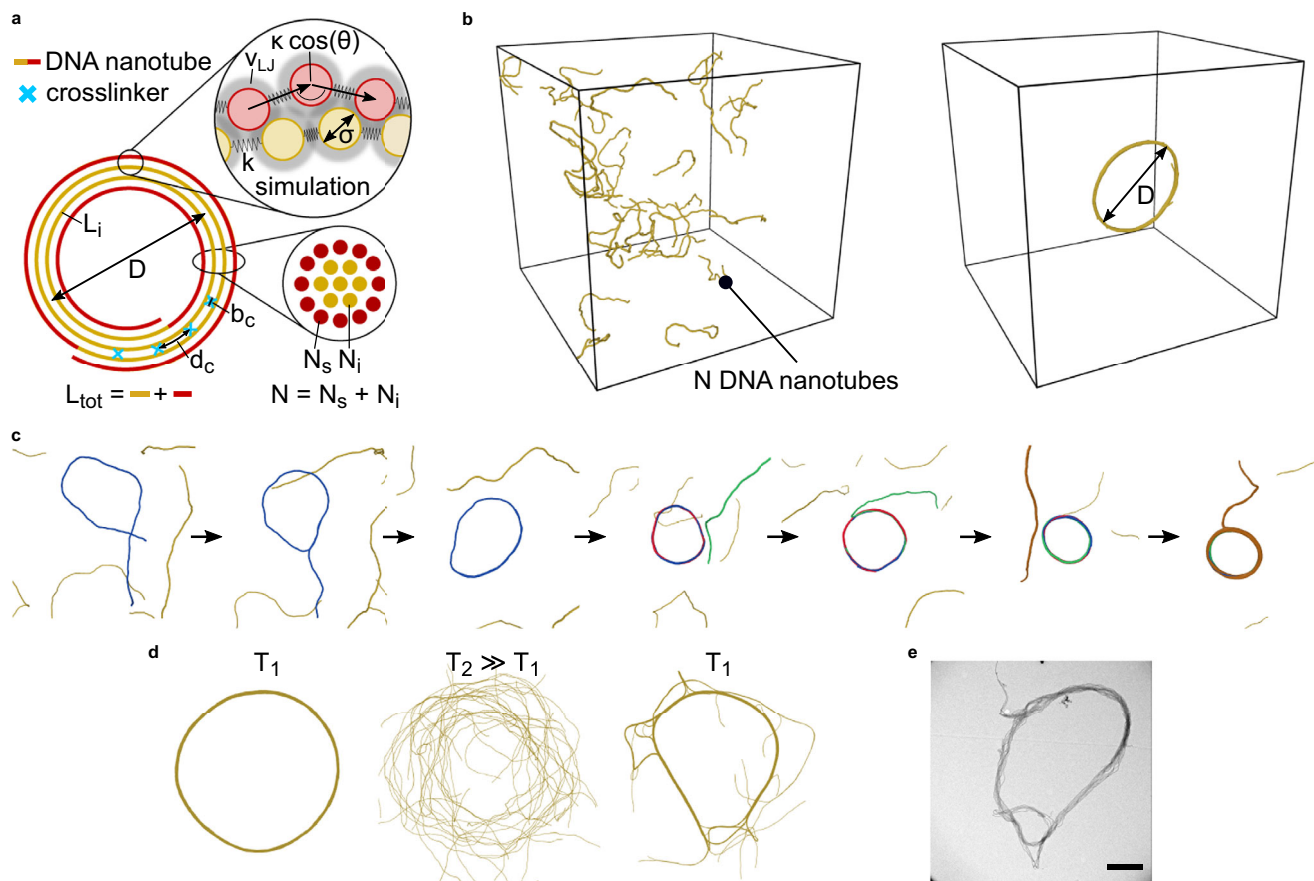 a
DNA nanotube
crosslinker
v_LJ
κ cos(θ)
σ
k
simulation
L_i
D
b_c
d_c
N_s N_i
L_tot = +
N = N_s + N_i
b
N DNA nanotubes
D
c
d
T_1
T_2 ≫ T_1
T_1
e